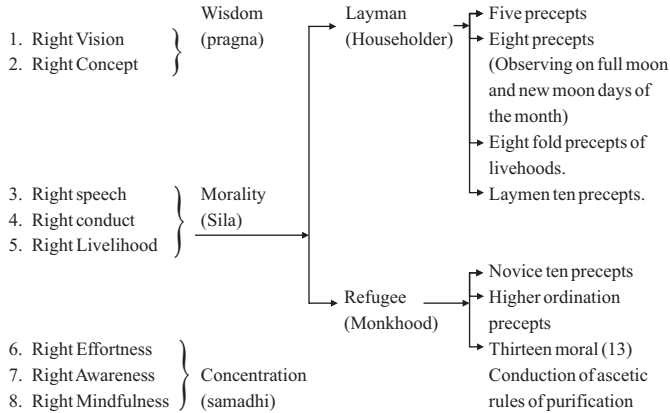 Wisdom
(pragna)
1. Right Vision
2. Right Concept
Layman
(Householder)
Five precepts
Eight precepts
(Observing on full moon
and new moon days of
the month)
Eight fold precepts of
livehoods.
Laymen ten precepts.
3. Right speech
4. Right conduct
5. Right Livelihood
Morality
(Sila)
Refugee
(Monkhood)
Novice ten precepts
Higher ordination
precepts
Thirteen moral (13)
Conduction of ascetic
rules of purification
6. Right Effortness
7. Right Awareness
8. Right Mindfulness
Concentration
(samadhi)